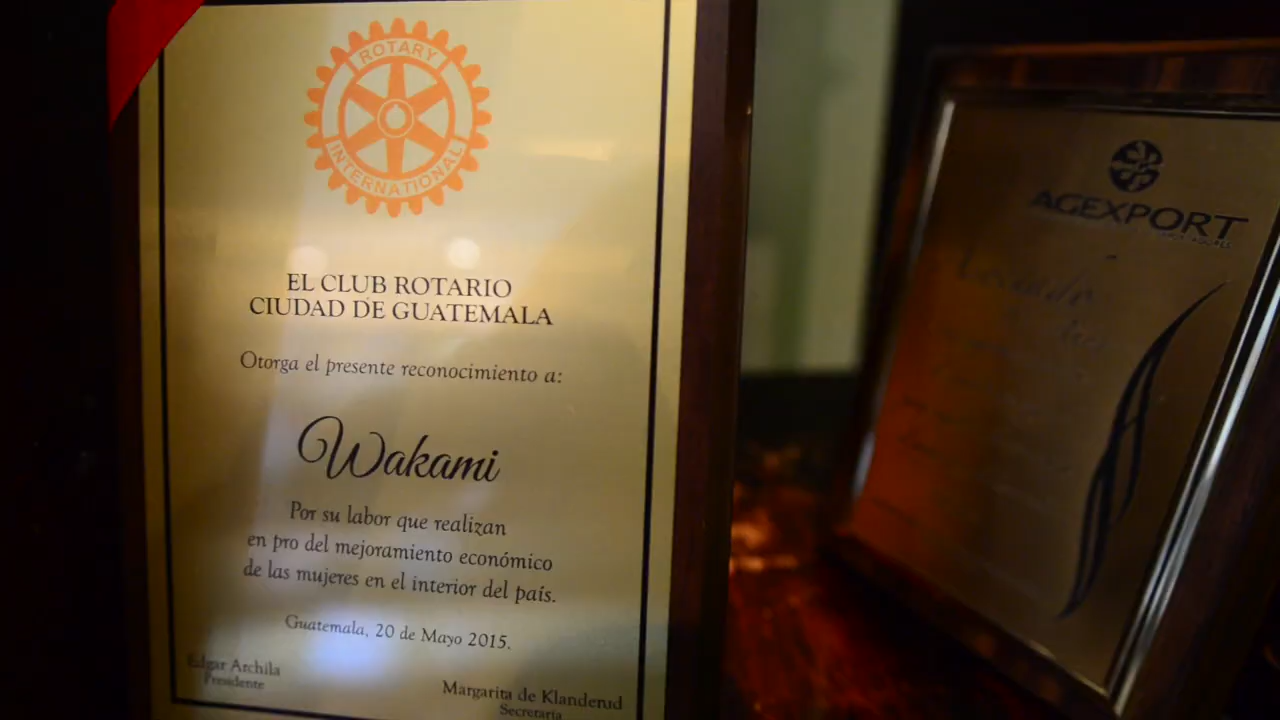 ROTARY
INTERNATIONAL
EL CLUB ROTARIO
CIUDAD DE GUATEMALA
Otorga el presente reconocimiento a:
Wakami
Por su labor que realizan
en pro del mejoramiento económico
de las mujeres en el interior del país.
Guatemala, 20 de Mayo 2015.
Edgar Archila
Presidente
Margarita de Klanderud
Secretaria
AGEXPORT